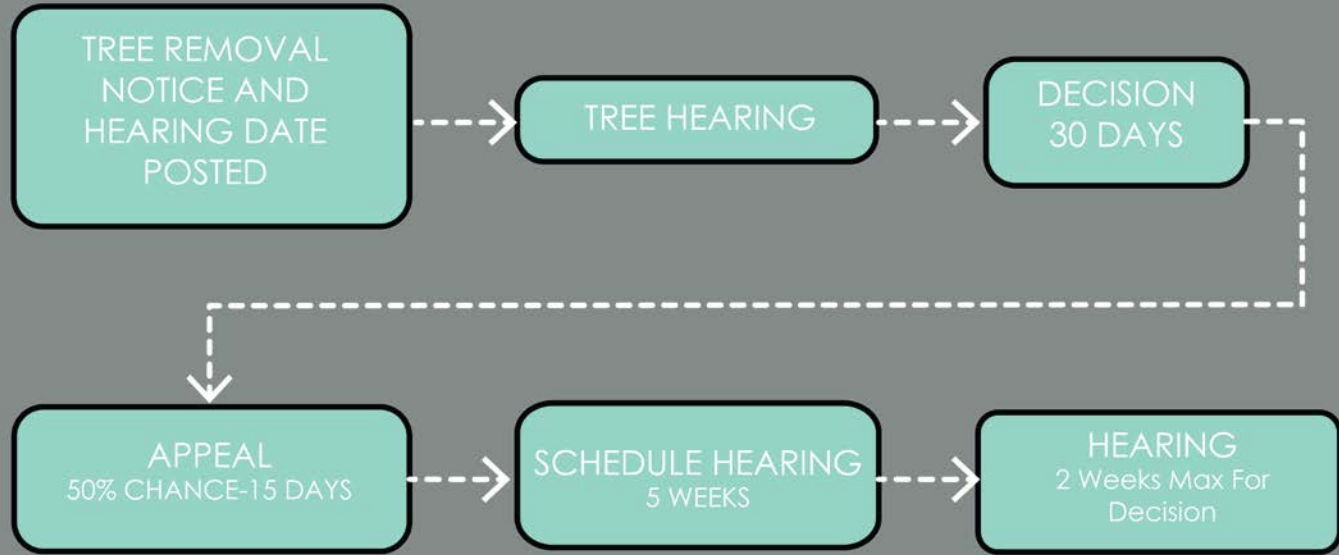 TREE REMOVAL
NOTICE AND
HEARING DATE
POSTED
TREE HEARING
DECISION
30 DAYS
APPEAL
50% CHANCE-15 DAYS
SCHEDULE HEARING
5 WEEKS
HEARING
2 Weeks Max For
Decision